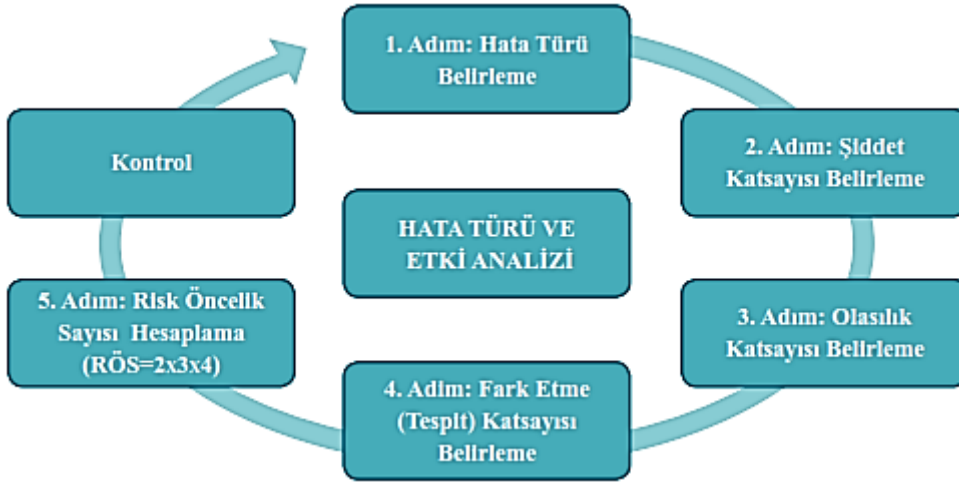 1. Adım: Hata Türü
Belirleme
2. Adım: Şiddet
Katsayısı Belirleme
3. Adım: Olasılık
Katsayısı Belirleme
4. Adim: Fark Etme
(Tespit) Katsayısı
Belirleme
5. Adım: Risk Öncelik
Sayısı Hesaplama
(RÖS=2x3x4)
Kontrol
HATA TÜRÜ VE
ETKİ ANALİZİ